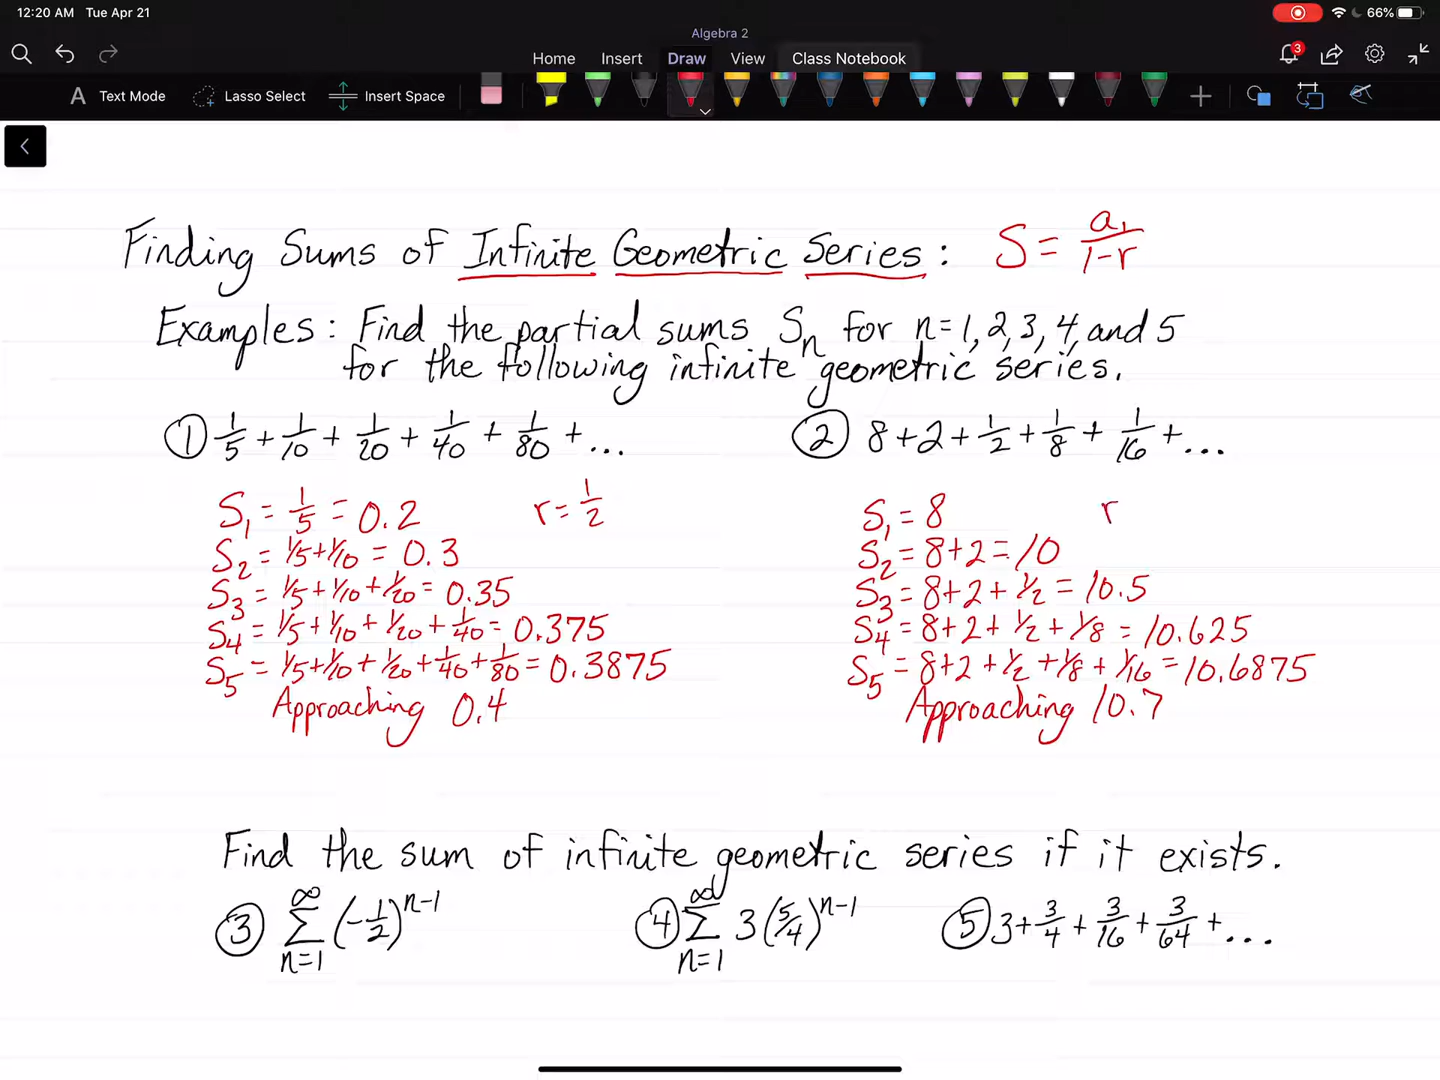 12:20 AM Tue Apr 21
66%
Algebra 2
Home Insert Draw View Class Notebook
3
A Text Mode Lasso Select Insert Space
Finding Sums of Infinite Geometric Series: S = a₁/(1-r)
Examples: Find the partial sums Sₙ for n=1, 2, 3, 4, and 5
for the following infinite geometric series.
① 1/5 + 1/10 + 1/20 + 1/40 + 1/80 + ...
S₁ = 1/5 = 0.2 r = 1/2
S₂ = 1/5 + 1/10 = 0.3
S₃ = 1/5 + 1/10 + 1/20 = 0.35
S₄ = 1/5 + 1/10 + 1/20 + 1/40 = 0.375
S₅ = 1/5 + 1/10 + 1/20 + 1/40 + 1/80 = 0.3875
Approaching 0.4
② 8 + 2 + 1/2 + 1/8 + 1/16 + ...
S₁ = 8 r
S₂ = 8 + 2 = 10
S₃ = 8 + 2 + 1/2 = 10.5
S₄ = 8 + 2 + 1/2 + 1/8 = 10.625
S₅ = 8 + 2 + 1/2 + 1/8 + 1/16 = 10.6875
Approaching 10.7
Find the sum of infinite geometric series if it exists.
③ ∞ Σ n=1 (-1/2)^(n-1)
④ ∞ Σ n=1 3(5/4)^(n-1)
⑤ 3 + 3/4 + 3/16 + 3/64 + ...